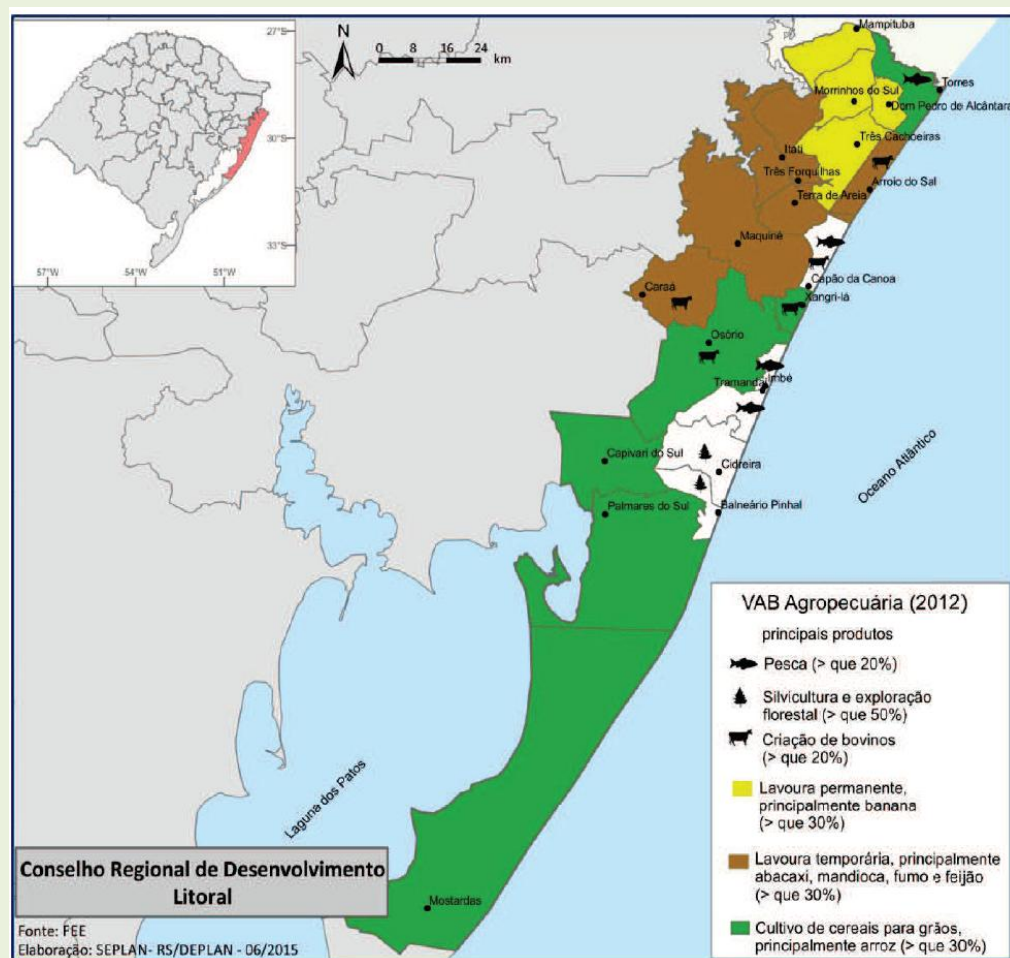 27°S
30°S
33°S
57°W
54°W
51°W
N
0 8 16 24
km
Mampituba
Torres
Morrinhos do Sul
Dom Pedro de Alcântara
Três Cachoeiras
Itati
Três Forquilhas
Arroio do Sal
Terra de Areia
Maquiné
Capão da Canoa
Caraá
Xangri-lá
Osório
Imbé
Tramandaí
Capivari do Sul
Cidreira
Palmares do Sul
Balneário Pinhal
Oceano Atlântico
Laguna dos Patos
Mostardas
VAB Agropecuária (2012)
principais produtos
Pesca (> que 20%)
Silvicultura e exploração
florestal (> que 50%)
Criação de bovinos
(> que 20%)
Lavoura permanente,
principalmente banana
(> que 30%)
Lavoura temporária, principalmente
abacaxi, mandioca, fumo e feijão
(> que 30%)
Cultivo de cereais para grãos,
principalmente arroz (> que 30%)
Conselho Regional de Desenvolvimento
Litoral
Fonte: FEE
Elaboração: SEPLAN- RS/DEPLAN - 06/2015